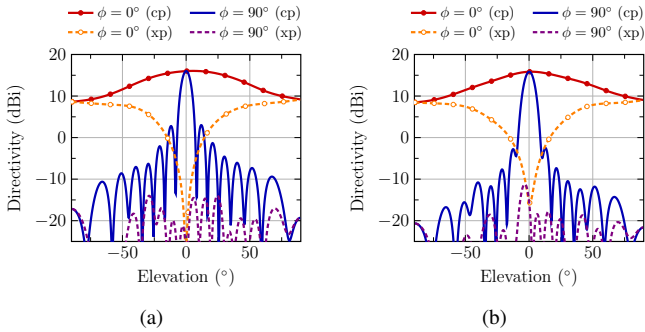 ϕ = 0° (cp) ϕ = 90° (cp) ϕ = 0° (cp) ϕ = 90° (cp)
ϕ = 0° (xp) ϕ = 90° (xp) ϕ = 0° (xp) ϕ = 90° (xp)
20 20
10 10
0 0
−10 −10
−20 −20
Directivity (dBi) Directivity (dBi)
−50 0 50 −50 0 50
Elevation (°) Elevation (°)
(a) (b)